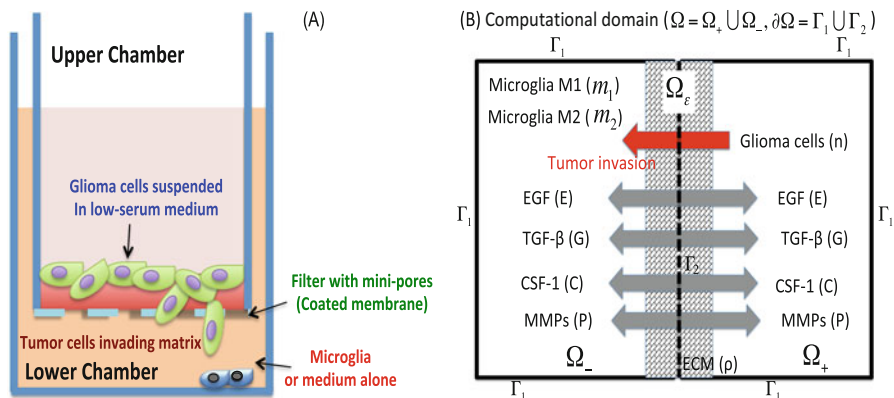 (A)
Upper Chamber
Glioma cells suspended
In low-serum medium
Filter with mini-pores
(Coated membrane)
Tumor cells invading matrix
Microglia
or medium alone
Lower Chamber
(B) Computational domain (Ω = Ω₊ ⋃ Ω₋, ∂Ω = Γ₁ ⋃ Γ₂)
Γ₁
Γ₁
Microglia M1 (m₁)
Microglia M2 (m₂)
Ω_ε
Glioma cells (n)
Tumor invasion
Γ₁
Γ₁
EGF (E)
EGF (E)
TGF-β (G)
TGF-β (G)
Γ₂
CSF-1 (C)
CSF-1 (C)
MMPs (P)
MMPs (P)
Ω₋
ECM (ρ)
Ω₊
Γ₁
Γ₁